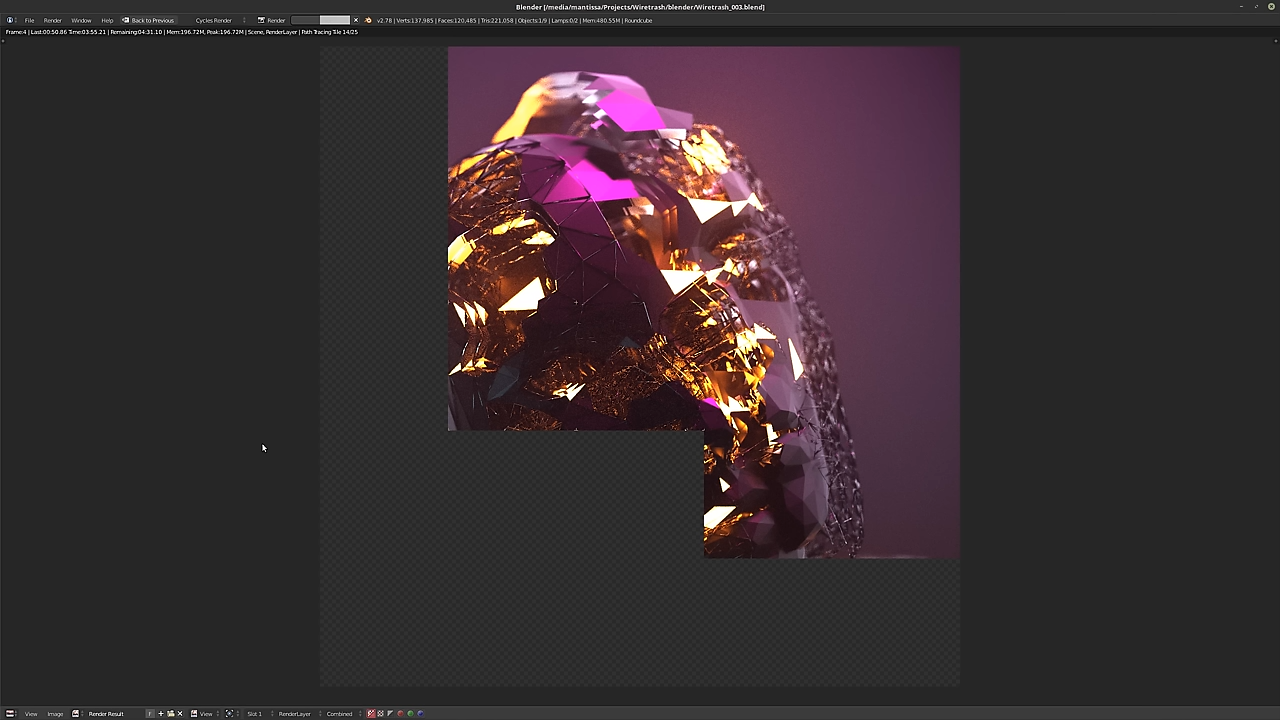 Blender [/media/mantissa/Projects/Wiretrash/blender/Wiretrash_003.blend]
File Render Window Help Back to Previous Cycles Render Render v2.78 | Verts:137,985 | Faces:120,485 | Tris:221,058 | Objects:1/9 | Lamps:0/2 | Mem:480.55M | Roundcube
Frame:4 | Last:00:50.86 Time:03:55.21 | Remaining:04:31.10 | Mem:196.72M, Peak:196.72M | Scene, RenderLayer | Path Tracing Tile 14/25
View Image Render Result F View Slot 1 RenderLayer Combined